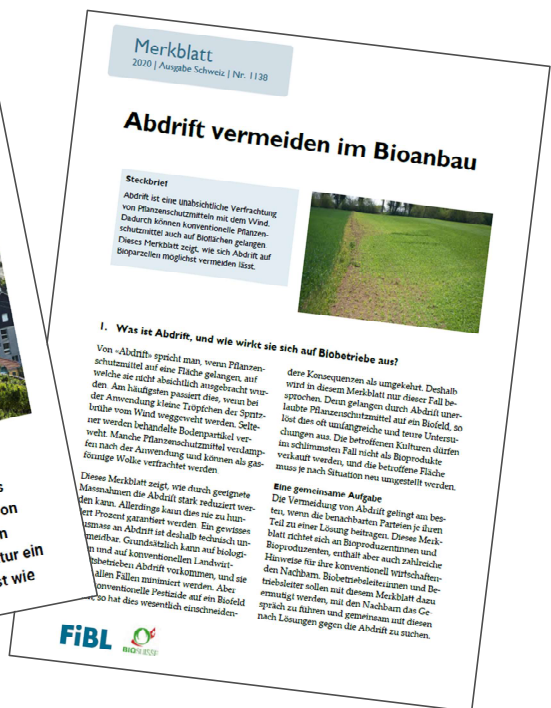 Merkblatt
2020 | Ausgabe Schweiz | Nr. 1138
Abdrift vermeiden im Bioanbau
Steckbrief
Abdrift ist eine unabsichtliche Verfrachtung
von Pflanzenschutzmitteln mit dem Wind.
Dadurch können konventionelle Pflanzen-
schutzmittel auch auf Bioflächen gelangen.
Dieses Merkblatt zeigt, wie sich Abdrift auf
Bioparzellen möglichst vermeiden lässt.
1. Was ist Abdrift, und wie wirkt sie sich auf Biobetriebe aus?
Von «Abdrift» spricht man, wenn Pflanzen-
schutzmittel auf eine Fläche gelangen, auf
welche sie nicht absichtlich ausgebracht wur-
den. Am häufigsten passiert dies, wenn bei
der Anwendung kleine Tröpfchen der Spritz-
brühe vom Wind weggeweht werden. Selte-
ner werden behandelte Bodenpartikel ver-
weht. Manche Pflanzenschutzmittel verdamp-
fen nach der Anwendung und können als gas-
förmige Wolke verfrachtet werden
Dieses Merkblatt zeigt, wie durch geeignete
Massnahmen die Abdrift stark reduziert wer-
den kann. Allerdings kann dies nie zu hun-
dert Prozent garantiert werden. Ein gewisses
usmass an Abdrift ist deshalb technisch un-
meidbar. Grundsätzlich kann auf biologi-
n und auf konventionellen Landwirt-
tsbetrieben Abdrift vorkommen, und sie
allen Fällen minimiert werden. Aber
konventionelle Pestizide auf ein Biofeld
so hat dies wesentlich einschneiden-
dere Konsequenzen als umgekehrt. Deshalb
wird in diesem Merkblatt nur dieser Fall be-
sprochen. Denn gelangen durch Abdrift uner-
laubte Pflanzenschutzmittel auf ein Biofeld, so
löst dies oft umfangreiche und teure Untersu-
chungen aus. Die betroffenen Kulturen dürfen
im schlimmsten Fall nicht als Bioprodukte
verkauft werden, und die betroffene Fläche
muss je nach Situation neu umgestellt werden.
Eine gemeinsame Aufgabe
Die Vermeidung von Abdrift gelingt am bes-
ten, wenn die benachbarten Parteien je ihren
Teil zu einer Lösung beitragen. Dieses Merk-
blatt richtet sich an Bioproduzentinnen und
Bioproduzenten, enthält aber auch zahlreiche
Hinweise für ihre konventionell wirtschaften-
den Nachbarn. Biobetriebsleiterinnen und Be-
triebsleiter sollen mit diesem Merkblatt dazu
ermutigt werden, mit den Nachbarn das Ge-
spräch zu führen und gemeinsam mit diesen
nach Lösungen gegen die Abdrift zu suchen.
s
on
n
tur ein
st wie
FiBL
BIO SUISSE